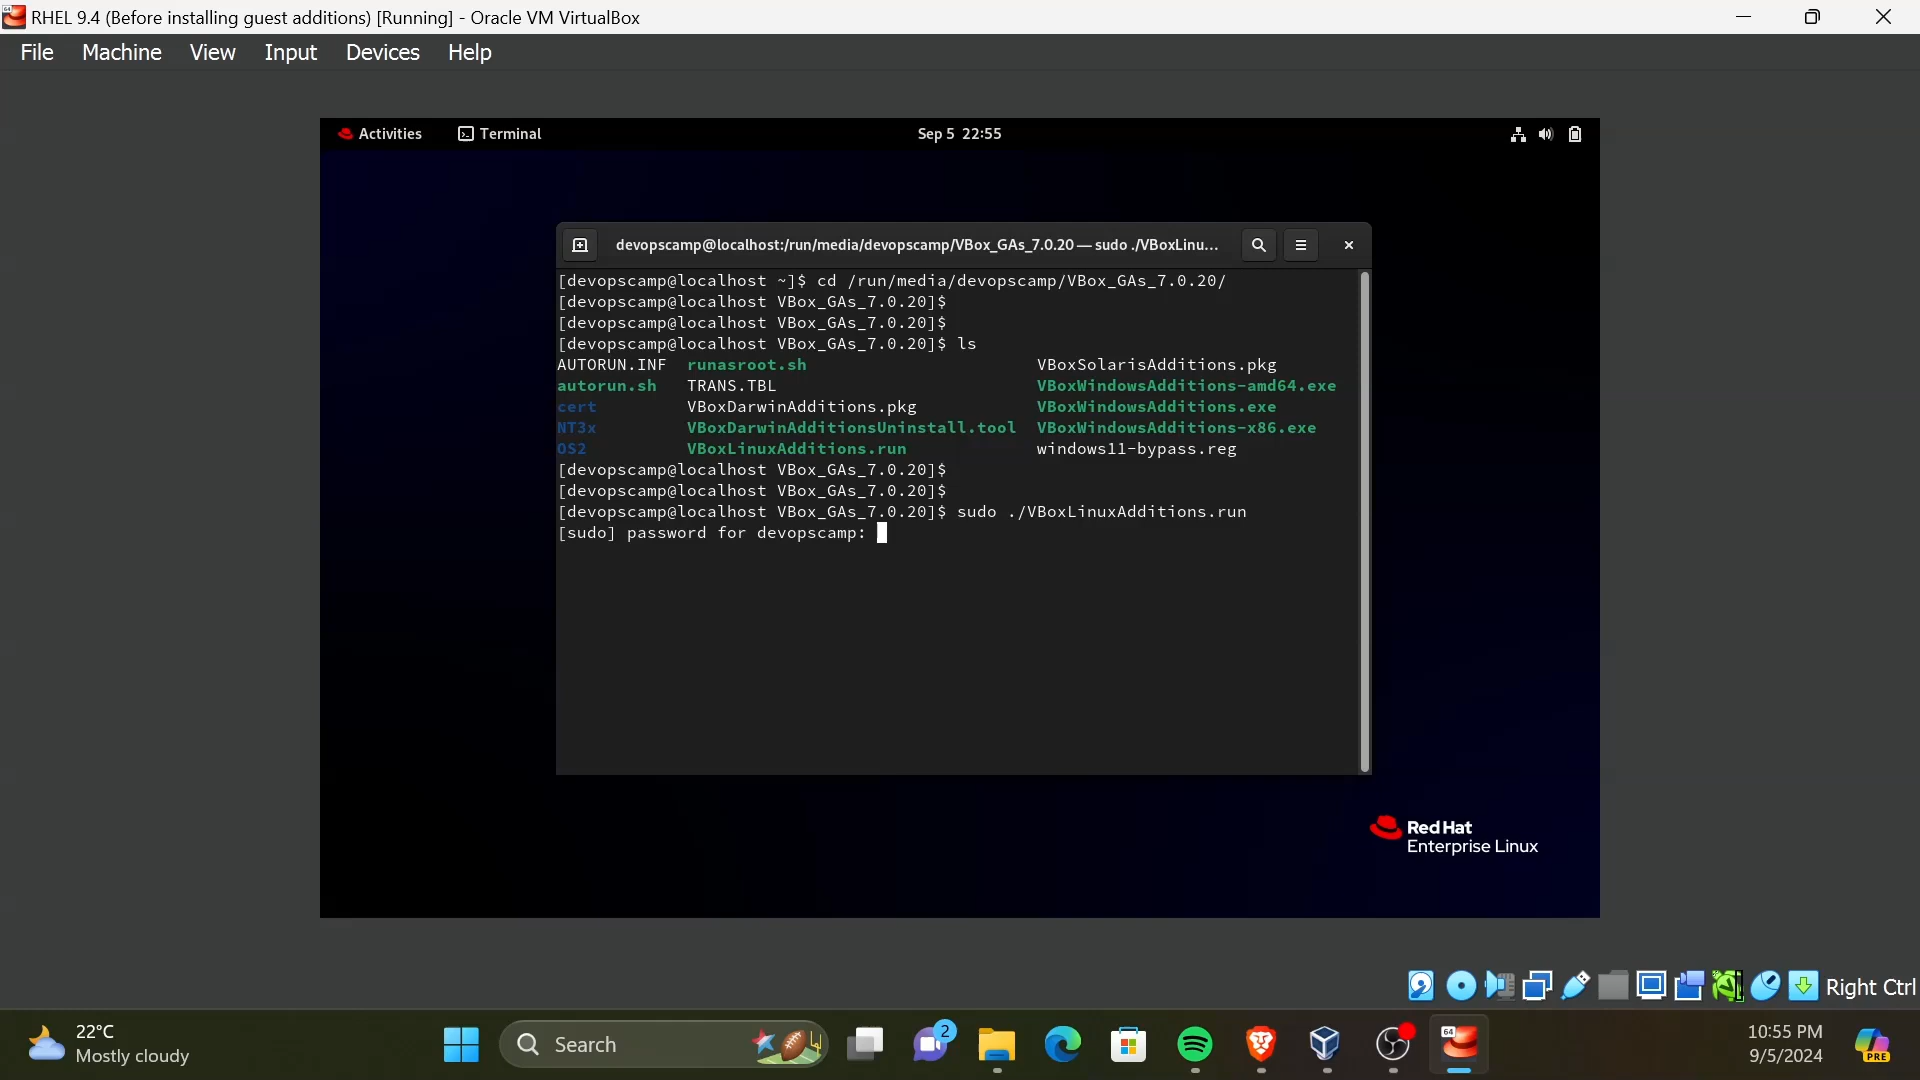 RHEL 9.4 (Before installing guest additions) [Running] - Oracle VM VirtualBox
File Machine View Input Devices Help
Activities Terminal Sep 5 22:55
devopscamp@localhost:/run/media/devopscamp/VBox_GAs_7.0.20 — sudo ./VBoxLinu...
[devopscamp@localhost ~]$ cd /run/media/devopscamp/VBox_GAs_7.0.20/
[devopscamp@localhost VBox_GAs_7.0.20]$
[devopscamp@localhost VBox_GAs_7.0.20]$
[devopscamp@localhost VBox_GAs_7.0.20]$ ls
AUTORUN.INF runasroot.sh VBoxSolarisAdditions.pkg
autorun.sh TRANS.TBL VBoxWindowsAdditions-amd64.exe
cert VBoxDarwinAdditions.pkg VBoxWindowsAdditions.exe
NT3x VBoxDarwinAdditionsUninstall.tool VBoxWindowsAdditions-x86.exe
OS2 VBoxLinuxAdditions.run windows11-bypass.reg
[devopscamp@localhost VBox_GAs_7.0.20]$
[devopscamp@localhost VBox_GAs_7.0.20]$
[devopscamp@localhost VBox_GAs_7.0.20]$ sudo ./VBoxLinuxAdditions.run
[sudo] password for devopscamp:
Red Hat
Enterprise Linux
Right Ctrl
22°C
Mostly cloudy
Search
2
64
10:55 PM
9/5/2024
PRE